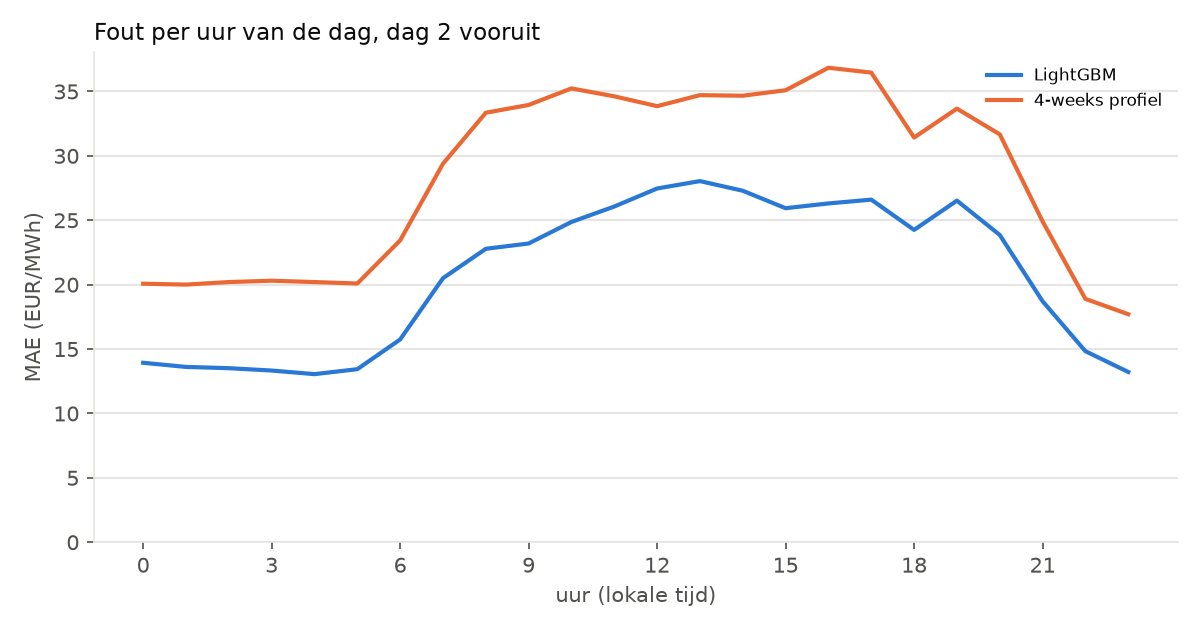 Fout per uur van de dag, dag 2 vooruit
LightGBM
4-weeks profiel
MAE (EUR/MWh)
35
30
25
20
15
10
5
0
0 3 6 9 12 15 18 21
uur (lokale tijd)